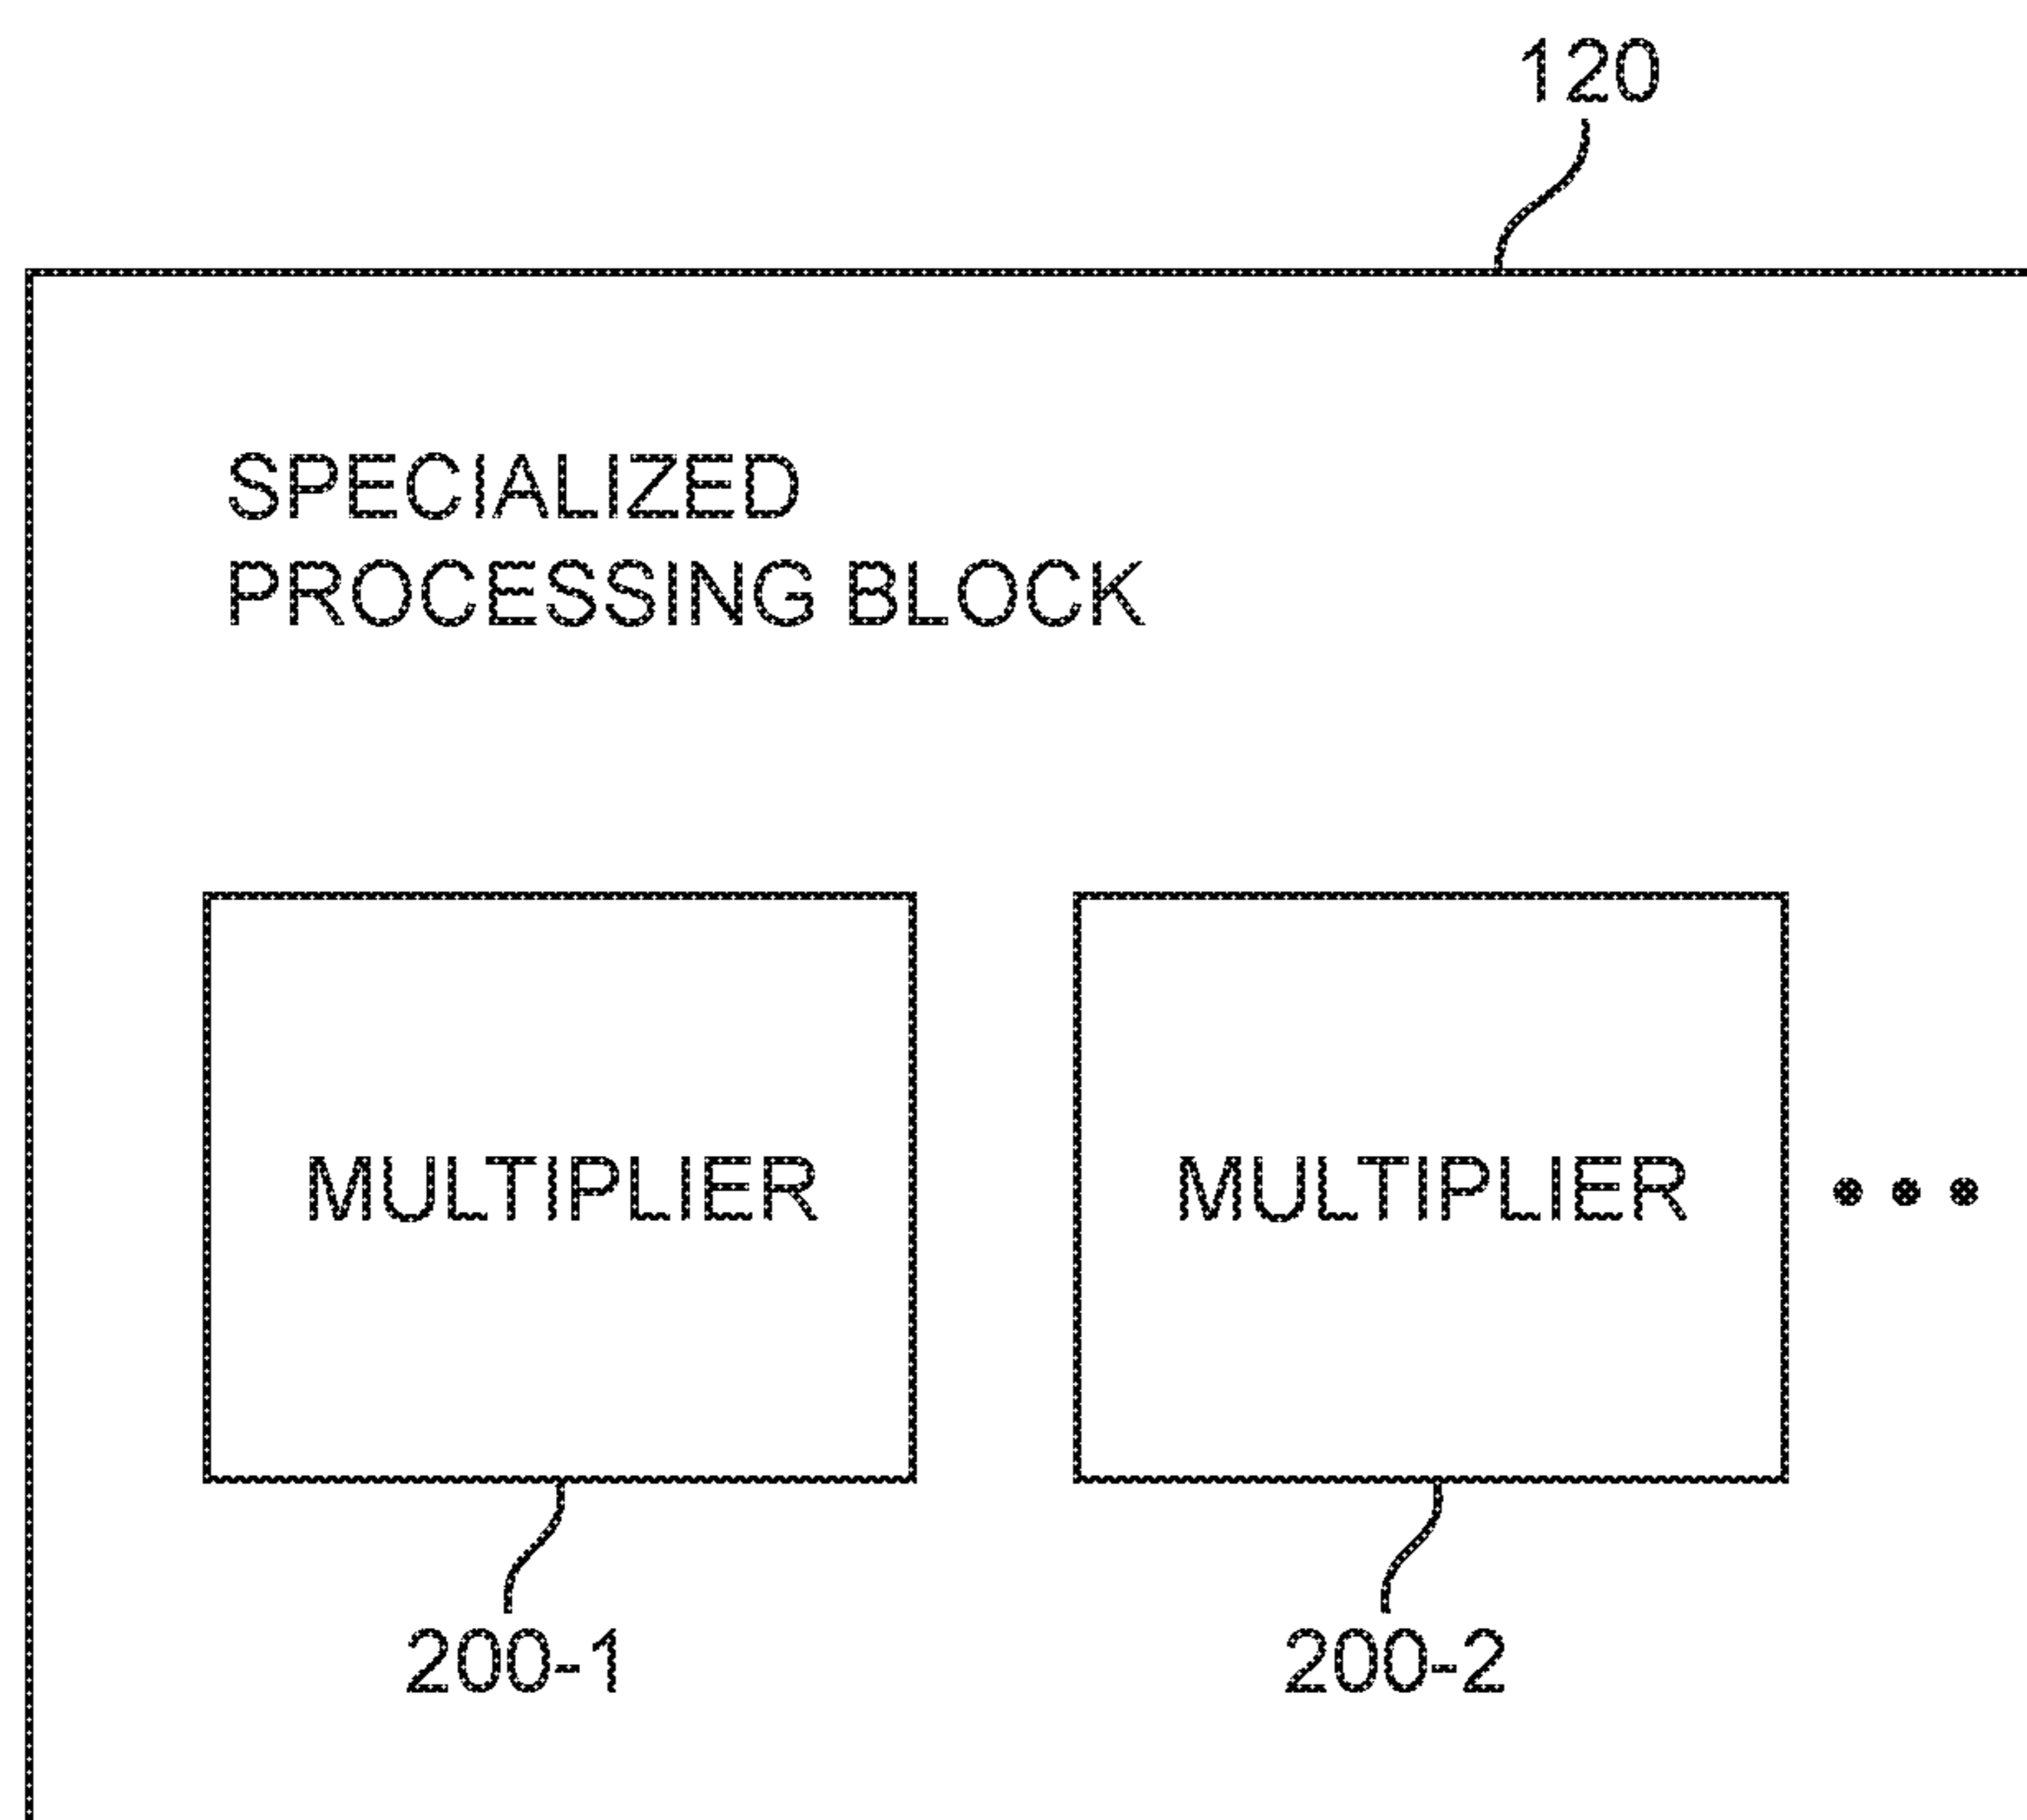 120
SPECIALIZED
PROCESSING BLOCK
MULTIPLIER
MULTIPLIER
200-1
200-2